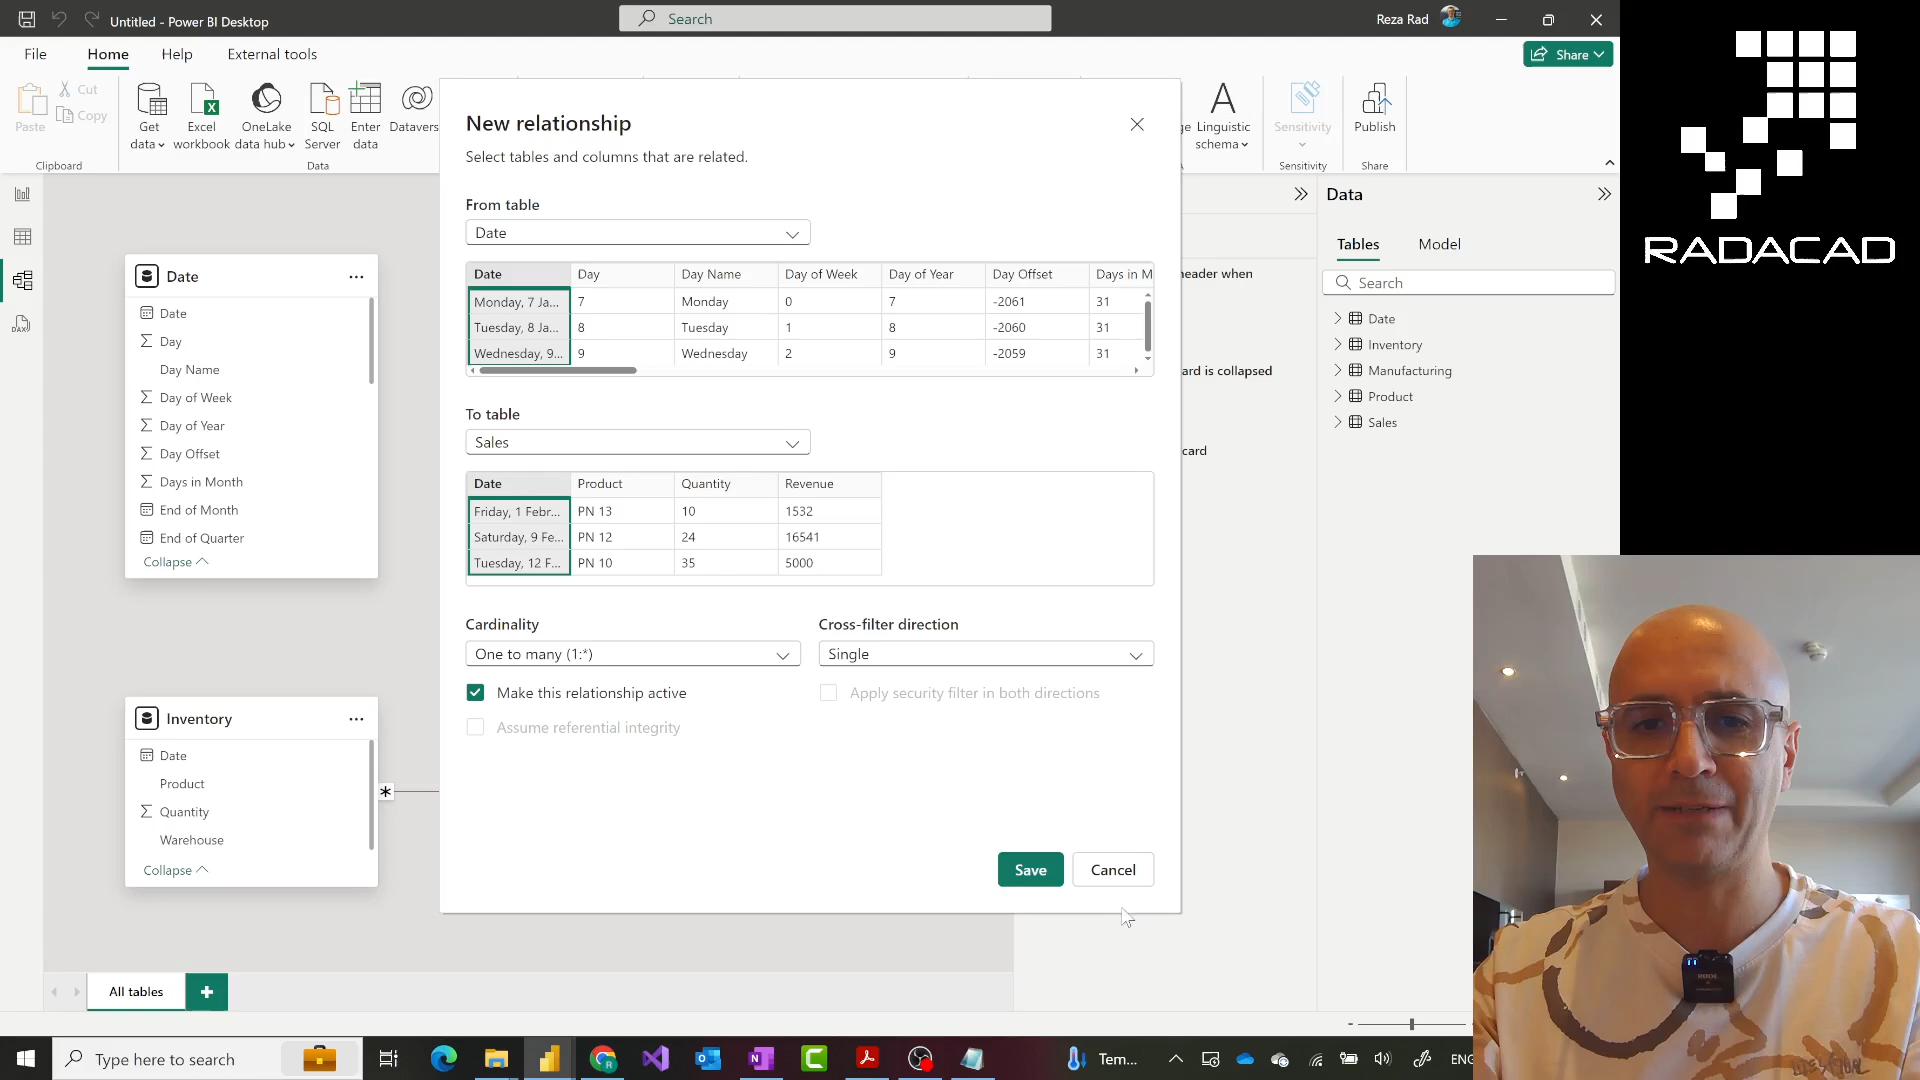 Untitled - Power BI Desktop
Search
Reza Rad
File
Home
Help
External tools
Share
Paste
Cut
Copy
Clipboard
Get data
Excel workbook
OneLake data hub
SQL Server
Enter data
Datavers
Data
ge
Linguistic schema
Sensitivity
Sensitivity
Publish
Share
RADACAD
New relationship
Select tables and columns that are related.
From table
Date
Date Day Day Name Day of Week Day of Year Day Offset Days in M
Monday, 7 Ja... 7 Monday 0 7 -2061 31
Tuesday, 8 Ja... 8 Tuesday 1 8 -2060 31
Wednesday, 9... 9 Wednesday 2 9 -2059 31
To table
Sales
Date Product Quantity Revenue
Friday, 1 Febr... PN 13 10 1532
Saturday, 9 Fe... PN 12 24 16541
Tuesday, 12 F... PN 10 35 5000
Cardinality
One to many (1:*)
Cross-filter direction
Single
Make this relationship active
Apply security filter in both directions
Assume referential integrity
Save
Cancel
Date
Date
Day
Day Name
Day of Week
Day of Year
Day Offset
Days in Month
End of Month
End of Quarter
Collapse
Inventory
Date
Product
Quantity
Warehouse
Collapse
*
eader when
ard is collapsed
card
Data
Tables
Model
Search
Date
Inventory
Manufacturing
Product
Sales
All tables
Type here to search
Tem...
ENG
RODE